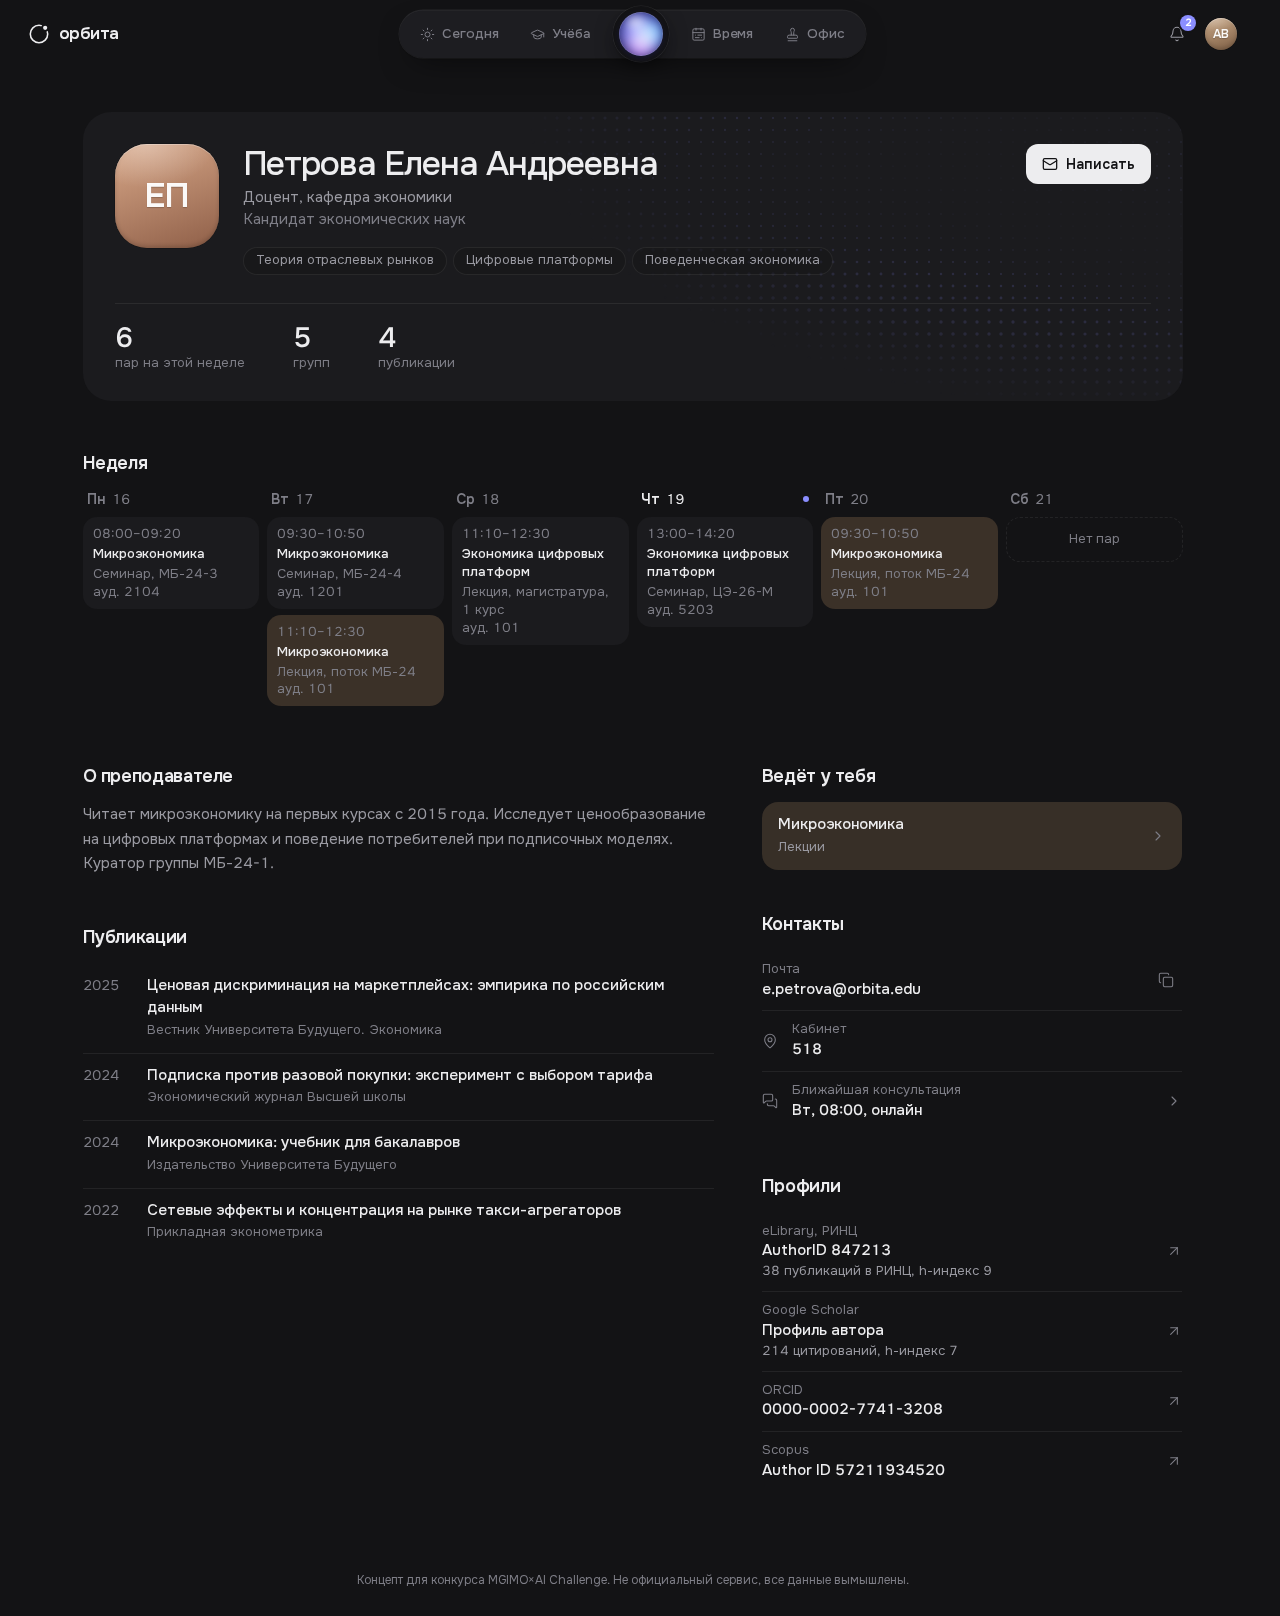 орбита
Сегодня
Учёба
Время
Офис
2
АВ
ЕП
Петрова Елена Андреевна
Доцент, кафедра экономики
Кандидат экономических наук
Теория отраслевых рынков
Цифровые платформы
Поведенческая экономика
Написать
6
пар на этой неделе
5
групп
4
публикации
Неделя
Пн 16
08:00–09:20
Микроэкономика
Семинар, МБ-24-3
ауд. 2104
Вт 17
09:30–10:50
Микроэкономика
Семинар, МБ-24-4
ауд. 1201
11:10–12:30
Микроэкономика
Лекция, поток МБ-24
ауд. 101
Ср 18
11:10–12:30
Экономика цифровых
платформ
Лекция, магистратура,
1 курс
ауд. 101
Чт 19
13:00–14:20
Экономика цифровых
платформ
Семинар, ЦЭ-26-М
ауд. 5203
Пт 20
09:30–10:50
Микроэкономика
Лекция, поток МБ-24
ауд. 101
Сб 21
Нет пар
О преподавателе
Читает микроэкономику на первых курсах с 2015 года. Исследует ценообразование
на цифровых платформах и поведение потребителей при подписочных моделях.
Куратор группы МБ-24-1.
Публикации
2025
Ценовая дискриминация на маркетплейсах: эмпирика по российским
данным
Вестник Университета Будущего. Экономика
2024
Подписка против разовой покупки: эксперимент с выбором тарифа
Экономический журнал Высшей школы
2024
Микроэкономика: учебник для бакалавров
Издательство Университета Будущего
2022
Сетевые эффекты и концентрация на рынке такси-агрегаторов
Прикладная эконометрика
Ведёт у тебя
Микроэкономика
Лекции
Контакты
Почта
e.petrova@orbita.edu
Кабинет
518
Ближайшая консультация
Вт, 08:00, онлайн
Профили
eLibrary, РИНЦ
AuthorID 847213
38 публикаций в РИНЦ, h-индекс 9
Google Scholar
Профиль автора
214 цитирований, h-индекс 7
ORCID
0000-0002-7741-3208
Scopus
Author ID 57211934520
Концепт для конкурса MGIMO×AI Challenge. Не официальный сервис, все данные вымышлены.